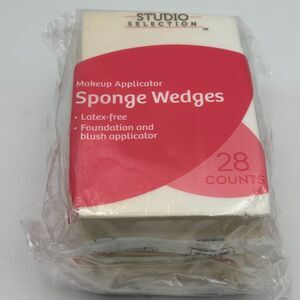 STUDIO
SELECTION
Makeup Applicator
Sponge Wedges
• Latex-free
• Foundation and
blush applicator
28
COUNTS